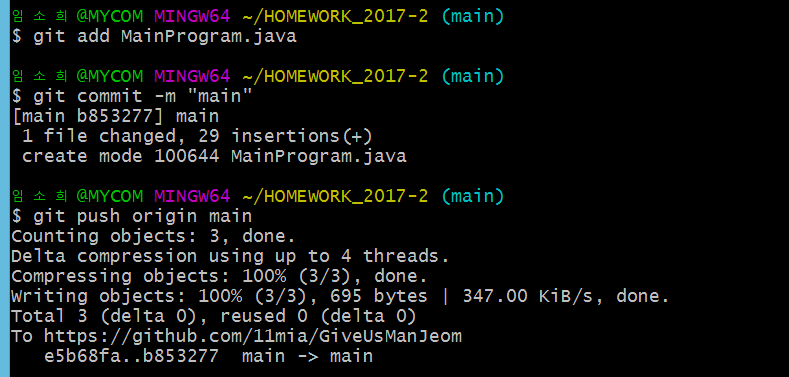 임 소 희 @MYCOM MINGW64 ~/HOMEWORK_2017-2 (main)
$ git add MainProgram.java
임 소 희 @MYCOM MINGW64 ~/HOMEWORK_2017-2 (main)
$ git commit -m "main"
[main b853277] main
1 file changed, 29 insertions(+)
create mode 100644 MainProgram.java
임 소 희 @MYCOM MINGW64 ~/HOMEWORK_2017-2 (main)
$ git push origin main
Counting objects: 3, done.
Delta compression using up to 4 threads.
Compressing objects: 100% (3/3), done.
Writing objects: 100% (3/3), 695 bytes | 347.00 KiB/s, done.
Total 3 (delta 0), reused 0 (delta 0)
To https://github.com/11mia/GiveUsManJeom
e5b68fa..b853277  main -> main